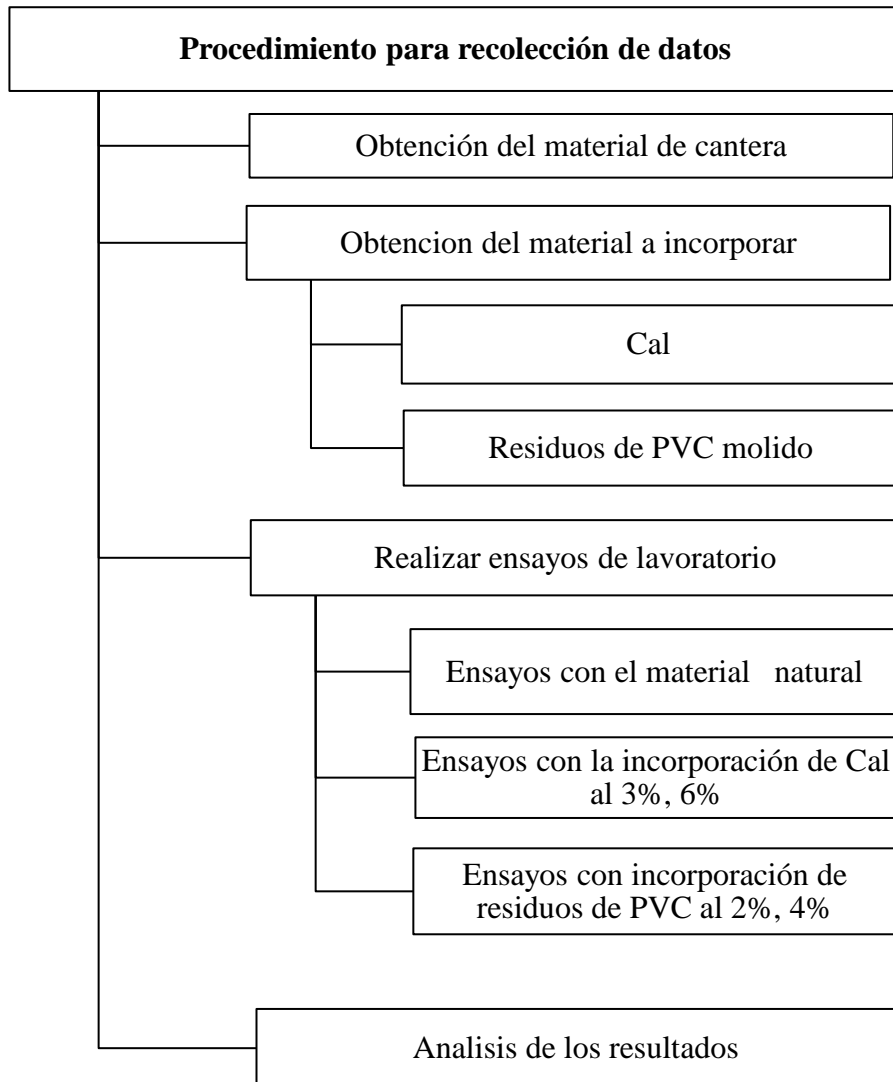 Procedimiento para recolección de datos
Obtención del material de cantera
Obtencion del material a incorporar
Cal
Residuos de PVC molido
Realizar ensayos de lavoratorio
Ensayos con el material natural
Ensayos con la incorporación de Cal
al 3%, 6%
Ensayos con incorporación de
residuos de PVC al 2%, 4%
Analisis de los resultados